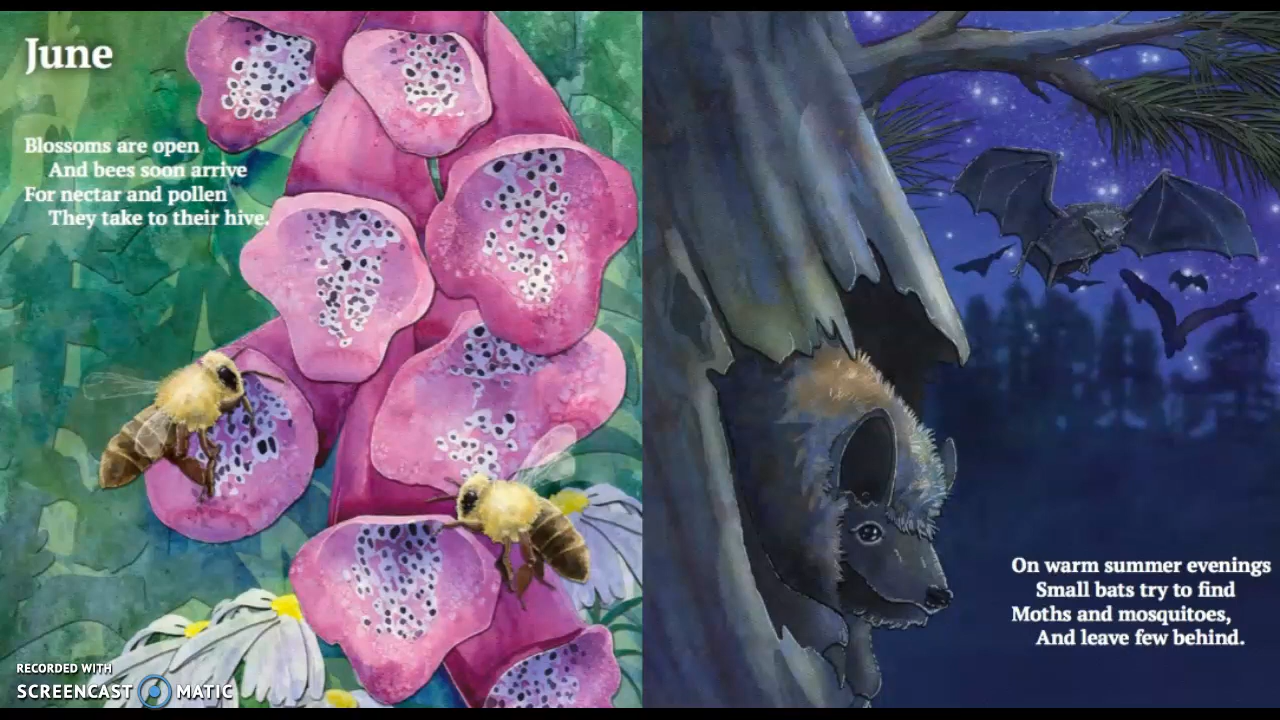 June
Blossoms are open
And bees soon arrive
For nectar and pollen
They take to their hive.
On warm summer evenings
Small bats try to find
Moths and mosquitoes,
And leave few behind.
RECORDED WITH
SCREENCAST MATIC